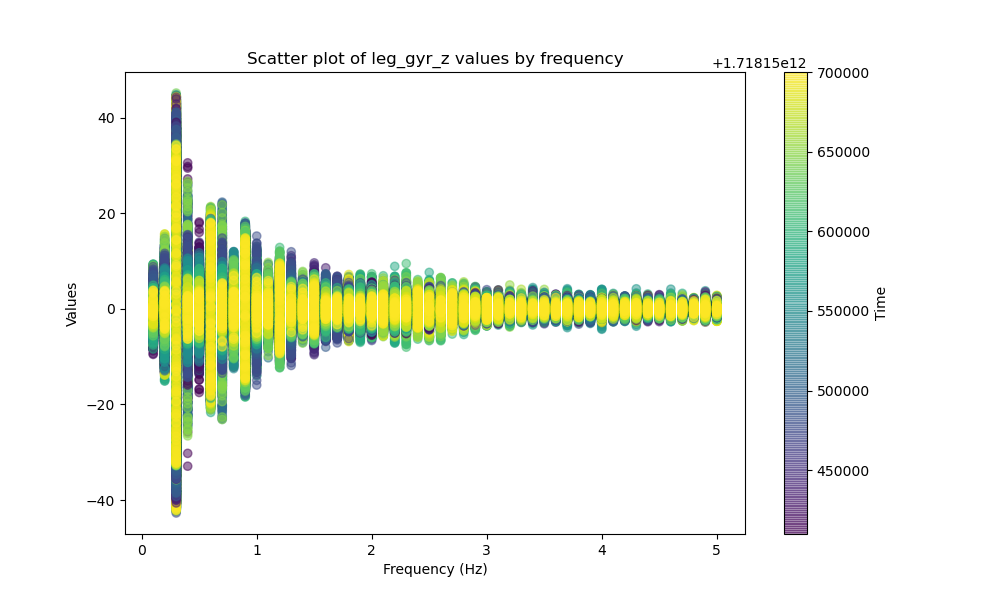 Scatter plot of leg_gyr_z values by frequency
+1.71815e12
40
20
0
−20
−40
Values
0 1 2 3 4 5
Frequency (Hz)
700000
650000
600000
550000
500000
450000
Time